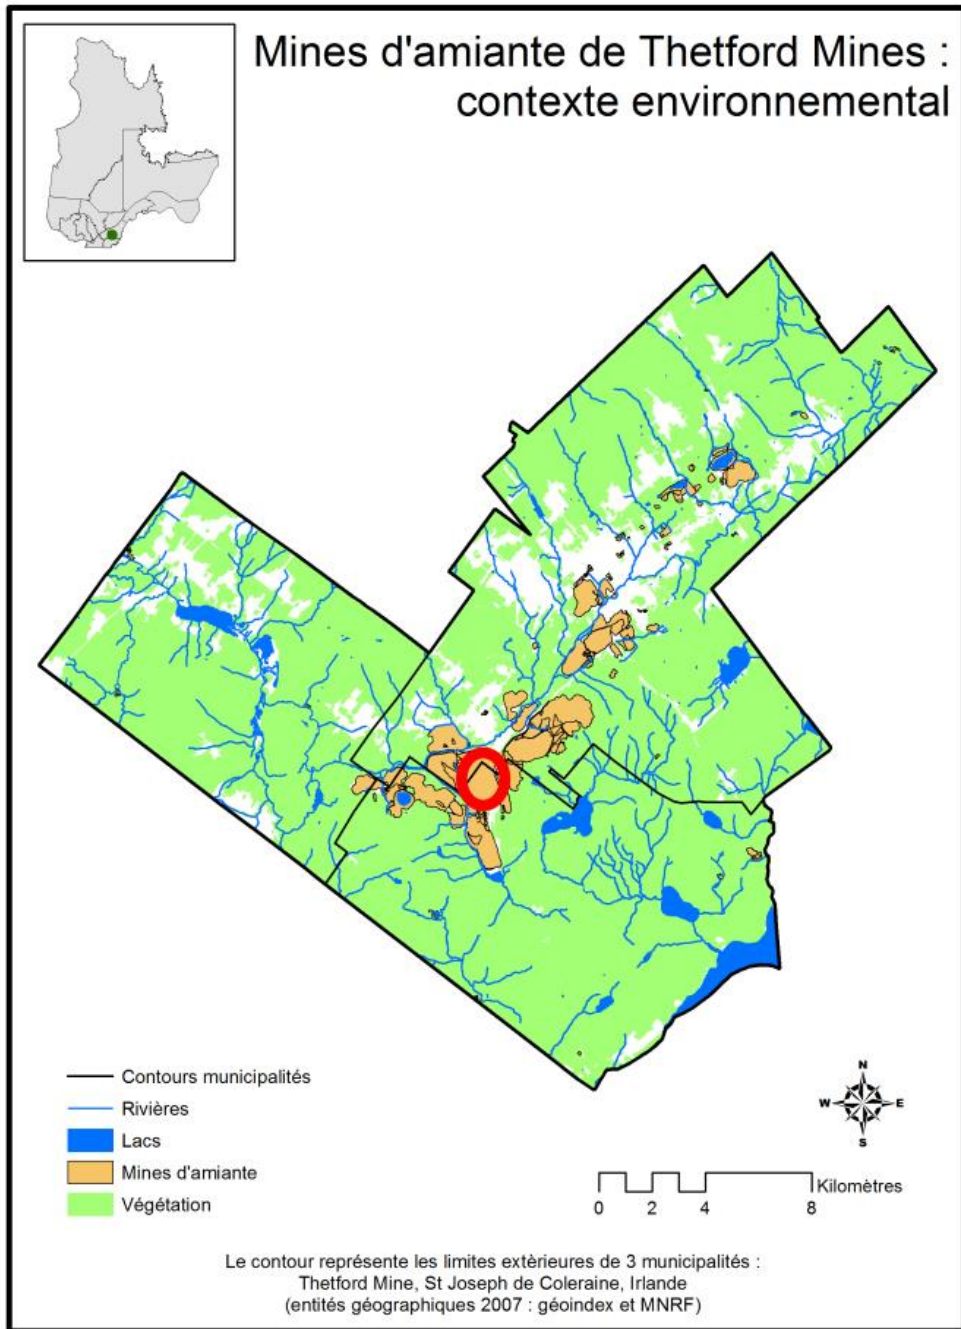 Mines d'amiante de Thetford Mines :
contexte environnemental
Contours municipalités
Rivières
Lacs
Mines d'amiante
Végétation
N
W E
S
Kilomètres
0 2 4 8
Le contour représente les limites extèrieures de 3 municipalités :
Thetford Mine, St Joseph de Coleraine, Irlande
(entités géographiques 2007 : géoindex et MNRF)